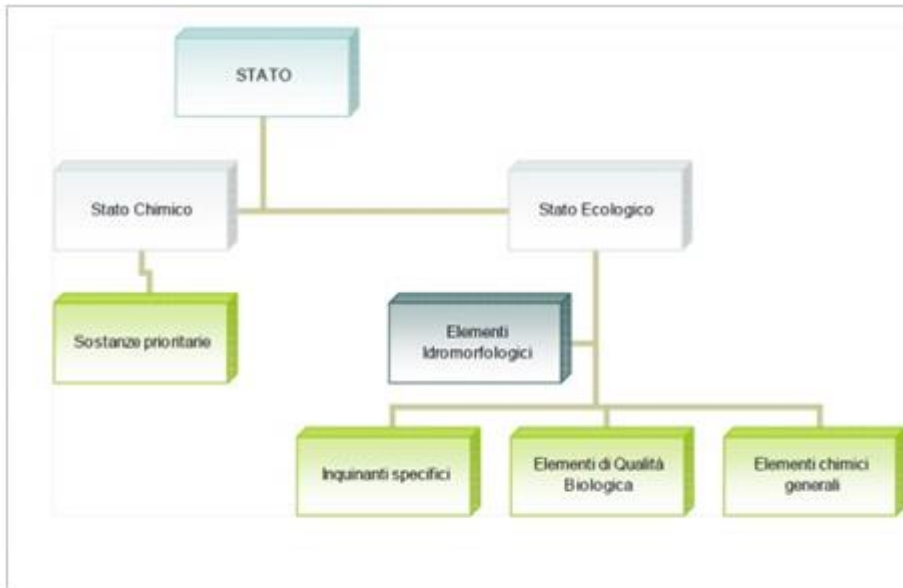 STATO
Stato Chimico
Stato Ecologico
Sostanze prioritarie
Elementi
Idromorfologici
Inquinanti specifici
Elementi di Qualità
Biologica
Elementi chimici
generali